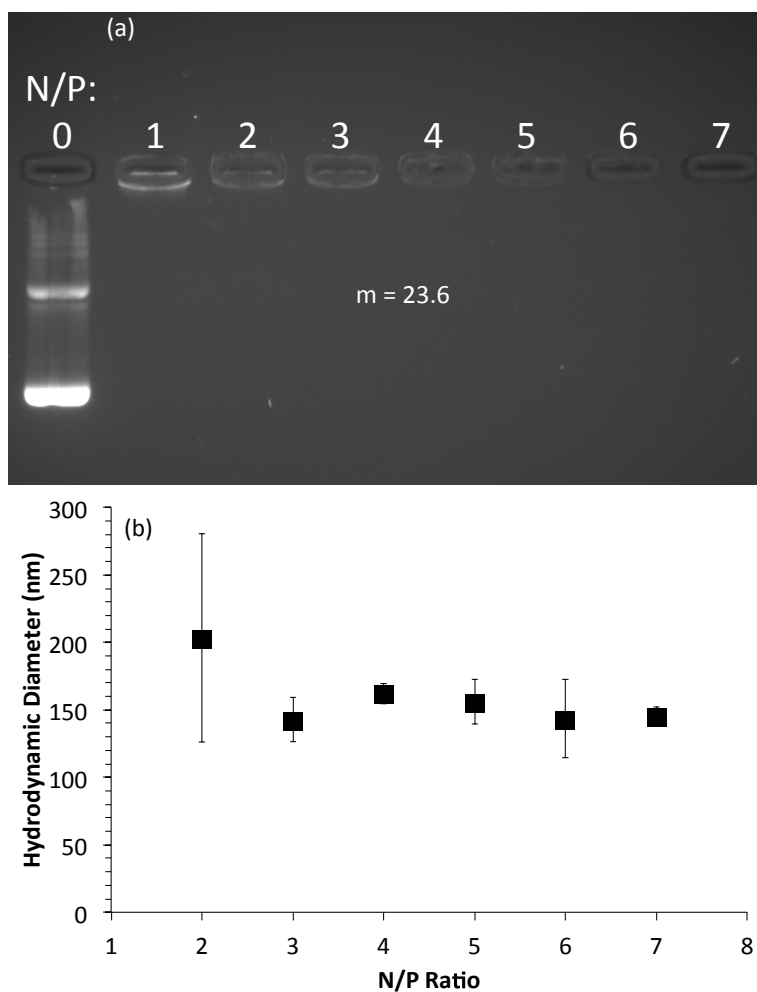 (a)
N/P:
0 1 2 3 4 5 6 7
m = 23.6
(b)
Hydrodynamic Diameter (nm)
300
250
200
150
100
50
0
1 2 3 4 5 6 7 8
N/P Ratio